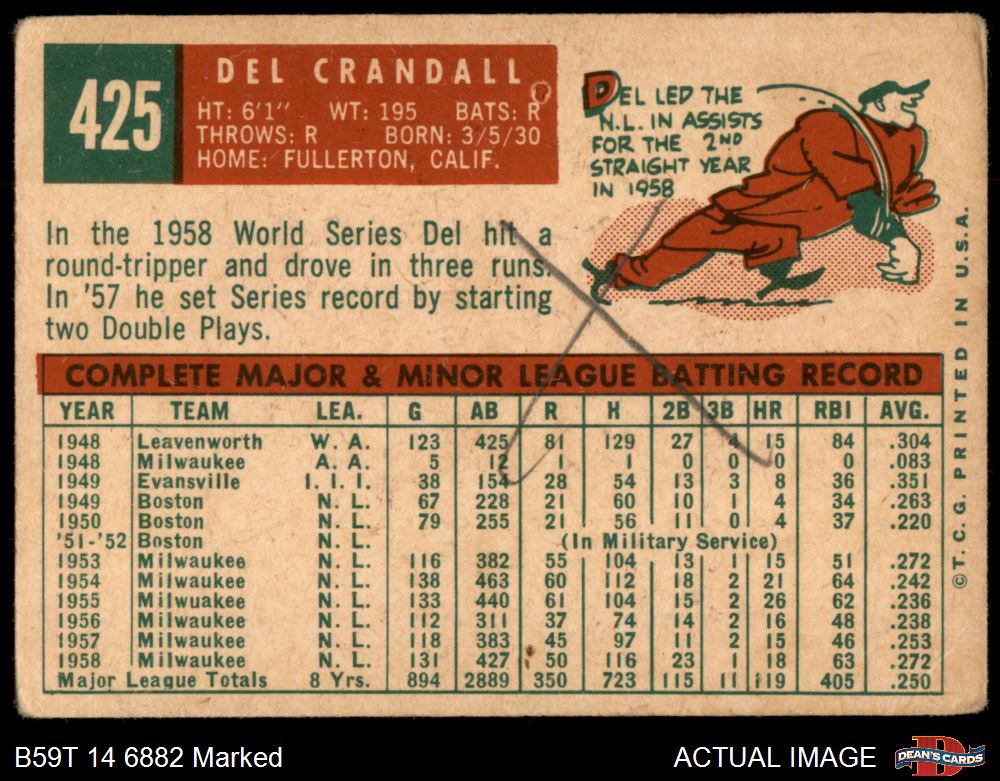 425
DEL CRANDALL
HT: 6'1" WT: 195 BATS: R
THROWS: R BORN: 3/5/30
HOME: FULLERTON, CALIF.
DEL LED THE
N.L. IN ASSISTS
FOR THE 2ND
STRAIGHT YEAR
IN 1958
In the 1958 World Series Del hit a
round-tripper and drove in three runs.
In '57 he set Series record by starting
two Double Plays.
COMPLETE MAJOR & MINOR LEAGUE BATTING RECORD
YEAR TEAM LEA. G AB R H 2B 3B HR RBI AVG.
1948 Leavenworth W. A. 123 425 81 129 27 4 15 84 .304
1948 Milwaukee A. A. 5 12 1 1 0 0 0 0 .083
1949 Evansville I. I. I. 38 154 28 54 13 3 8 36 .351
1949 Boston N. L. 67 228 21 60 10 1 4 34 .263
1950 Boston N. L. 79 255 21 56 11 0 4 37 .220
'51-'52 Boston N. L. (In Military Service)
1953 Milwaukee N. L. 116 382 55 104 13 1 15 51 .272
1954 Milwaukee N. L. 138 463 60 112 18 2 21 64 .242
1955 Milwuakee N. L. 133 440 61 104 15 2 26 62 .236
1956 Milwaukee N. L. 112 311 37 74 14 2 16 48 .238
1957 Milwaukee N. L. 118 383 45 97 11 2 15 46 .253
1958 Milwaukee N. L. 131 427 50 116 23 1 18 63 .272
Major League Totals 8 Yrs. 894 2889 350 723 115 11 119 405 .250
© T. C. G. PRINTED IN U.S.A.
B59T 14 6882 Marked
ACTUAL IMAGE
DEAN'S CARDS